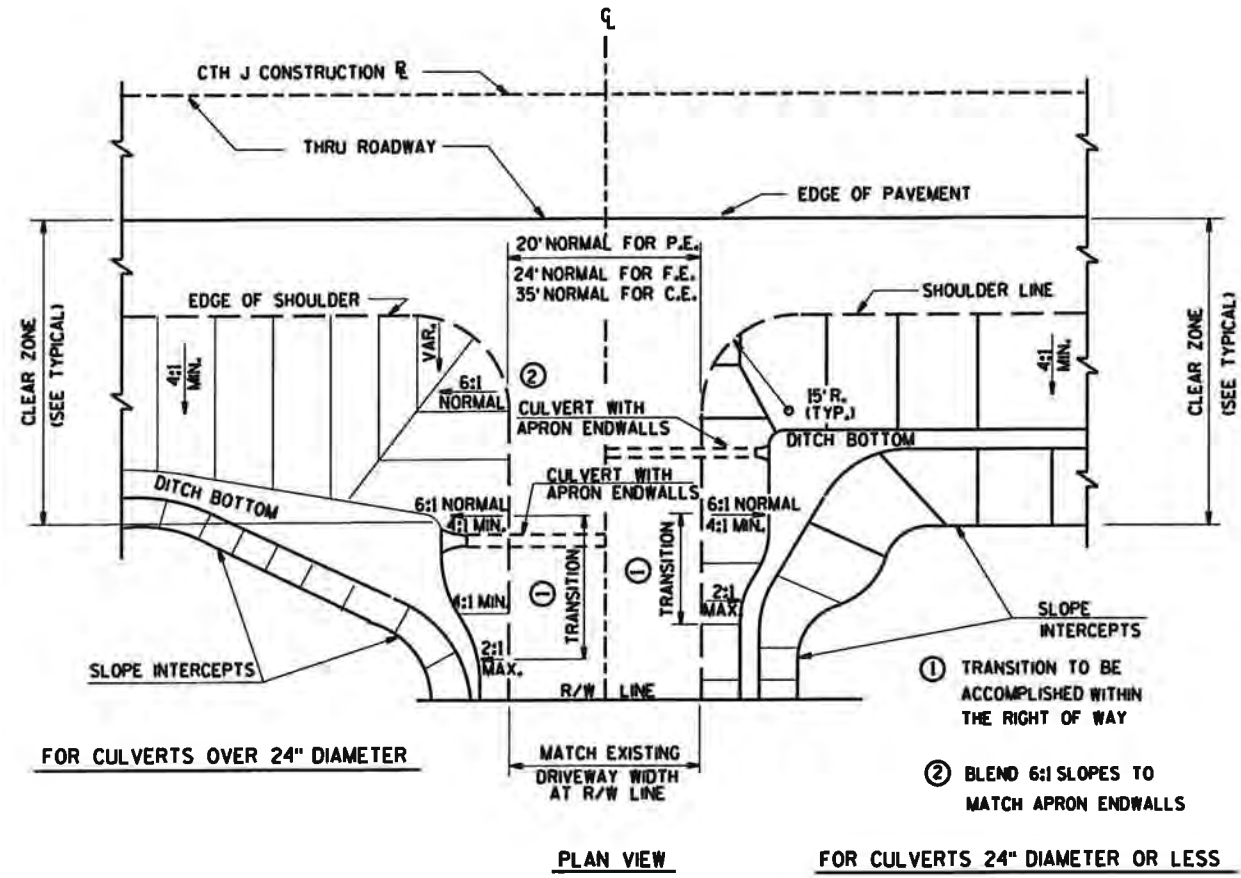 ℄
CTH J CONSTRUCTION R/L
THRU ROADWAY
EDGE OF PAVEMENT
20' NORMAL FOR P.E.
24' NORMAL FOR F.E.
35' NORMAL FOR C.E.
EDGE OF SHOULDER
SHOULDER LINE
CLEAR ZONE
(SEE TYPICAL)
4:1
MIN.
VAR.
6:1
NORMAL
②
CULVERT WITH
APRON ENDWALLS
15' R.
(TYP.)
4:1
MIN.
CLEAR ZONE
(SEE TYPICAL)
DITCH BOTTOM
DITCH BOTTOM
CULVERT WITH
APRON ENDWALLS
6:1 NORMAL
4:1 MIN.
6:1 NORMAL
4:1 MIN.
TRANSITION
①
①
TRANSITION
4:1 MIN.
2:1
MAX.
2:1
MAX.
SLOPE INTERCEPTS
SLOPE
INTERCEPTS
R/W LINE
① TRANSITION TO BE
ACCOMPLISHED WITHIN
THE RIGHT OF WAY
FOR CULVERTS OVER 24" DIAMETER
MATCH EXISTING
DRIVEWAY WIDTH
AT R/W LINE
② BLEND 6:1 SLOPES TO
MATCH APRON ENDWALLS
PLAN VIEW
FOR CULVERTS 24" DIAMETER OR LESS